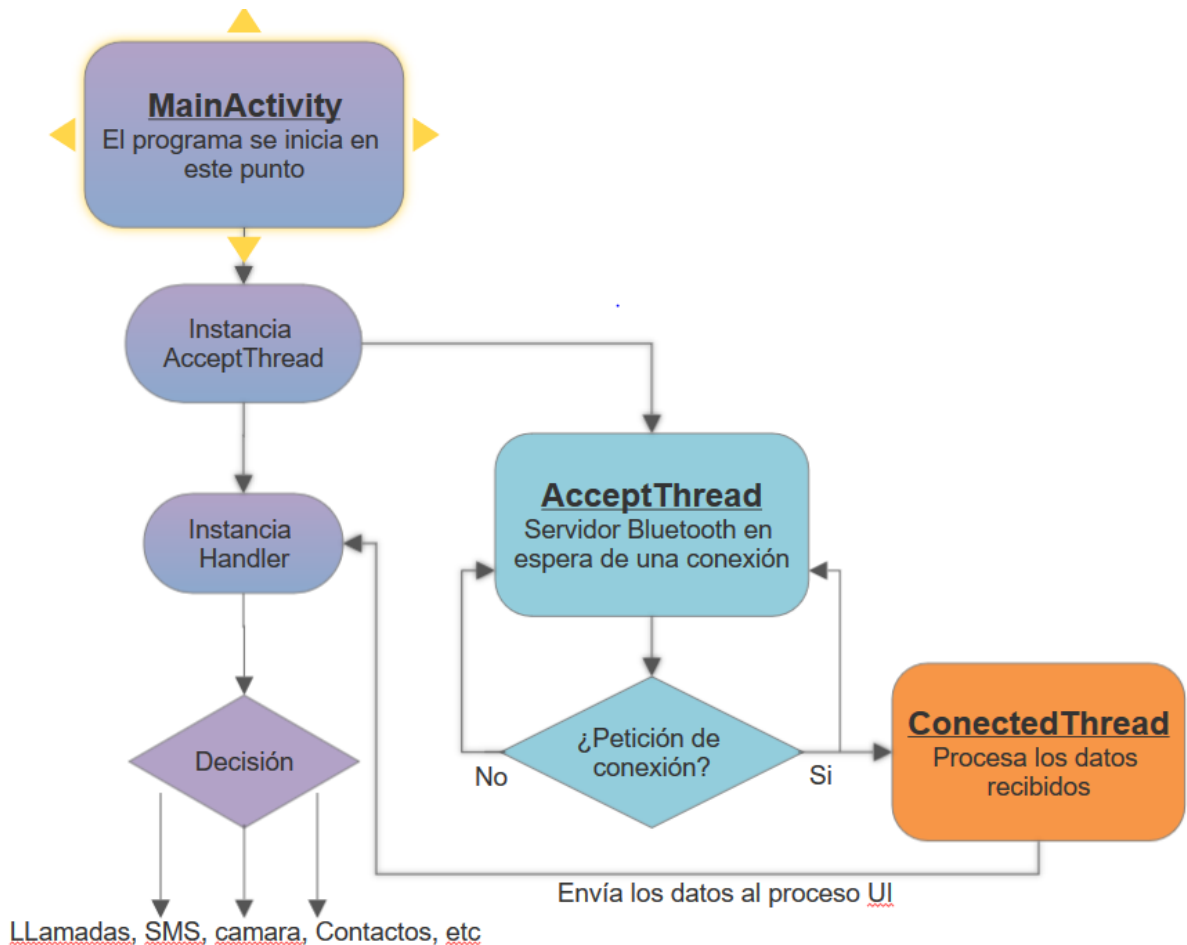 MainActivity
El programa se inicia en
este punto
Instancia
AcceptThread
AcceptThread
Servidor Bluetooth en
espera de una conexión
Instancia
Handler
¿Petición de
conexión?
No
Si
ConectedThread
Procesa los datos
recibidos
Decisión
Envía los datos al proceso UI
LLamadas, SMS, camara, Contactos, etc